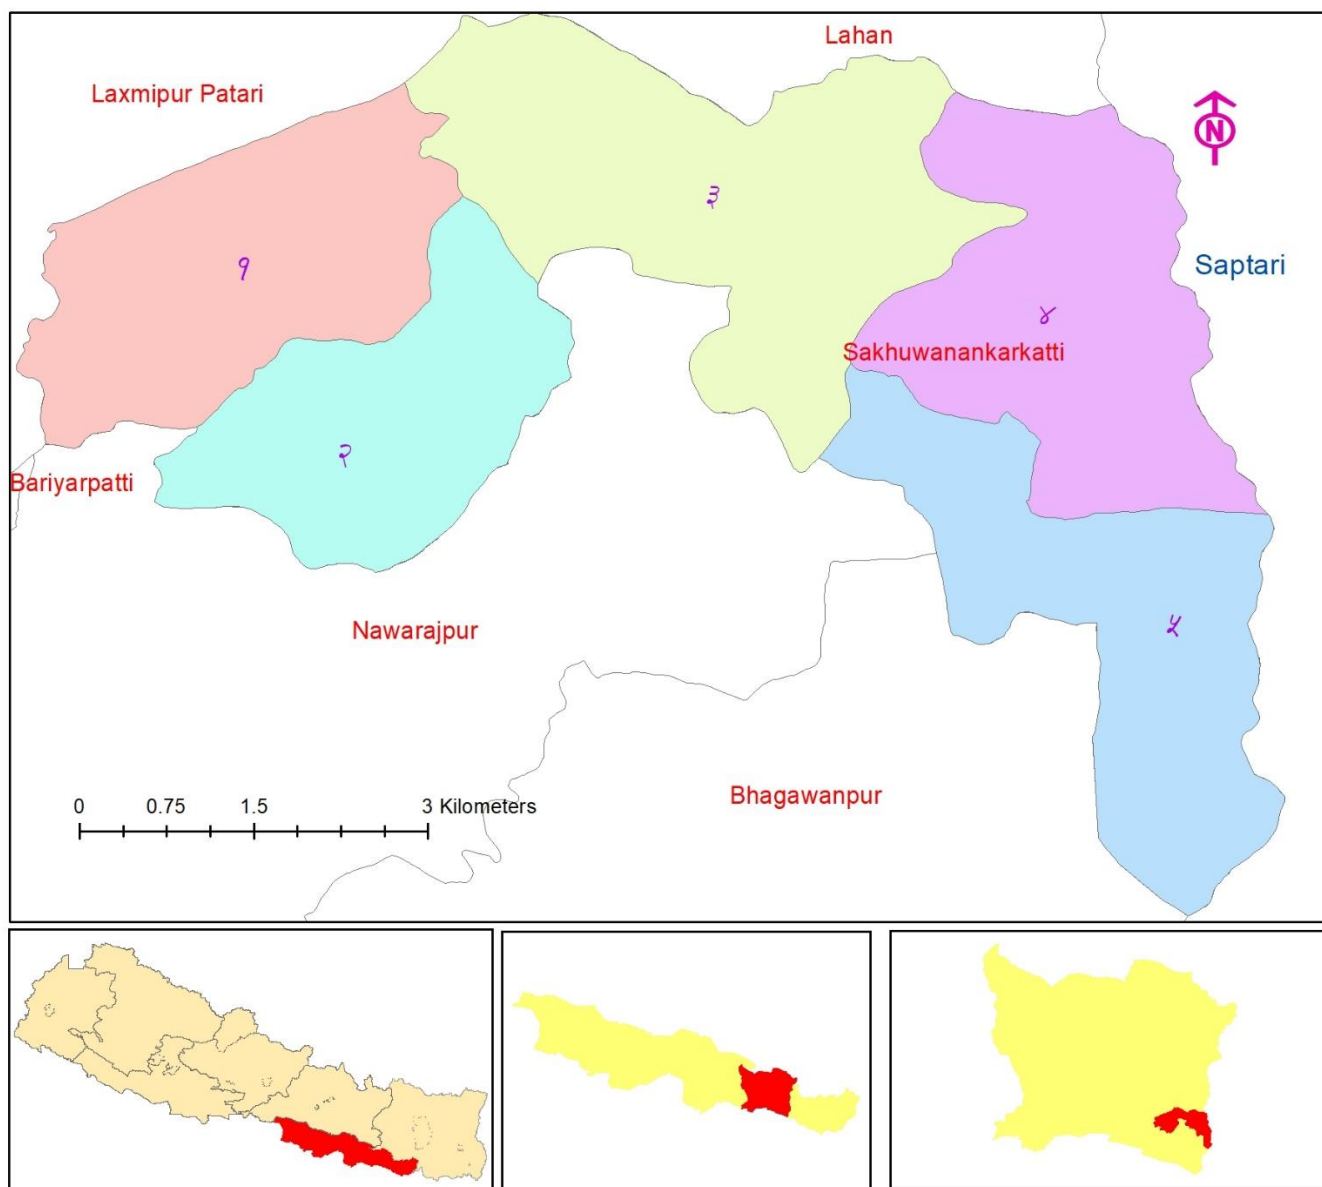 Lahan
Laxmipur Patari
N
३
१
Saptari
४
Sakhuwanankarkatti
२
Bariyarpatti
Nawarajpur
५
Bhagawanpur
0 0.75 1.5 3 Kilometers